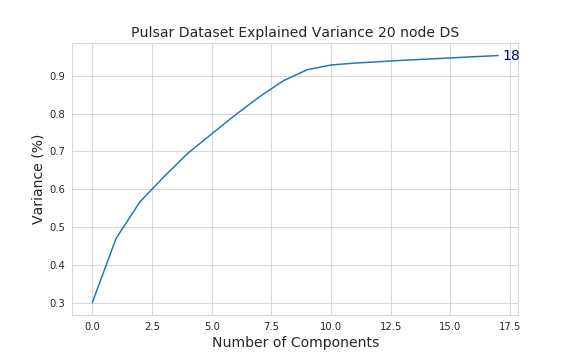 Pulsar Dataset Explained Variance 20 node DS
Variance (%)
0.9
0.8
0.7
0.6
0.5
0.4
0.3
18
0.0 2.5 5.0 7.5 10.0 12.5 15.0 17.5
Number of Components